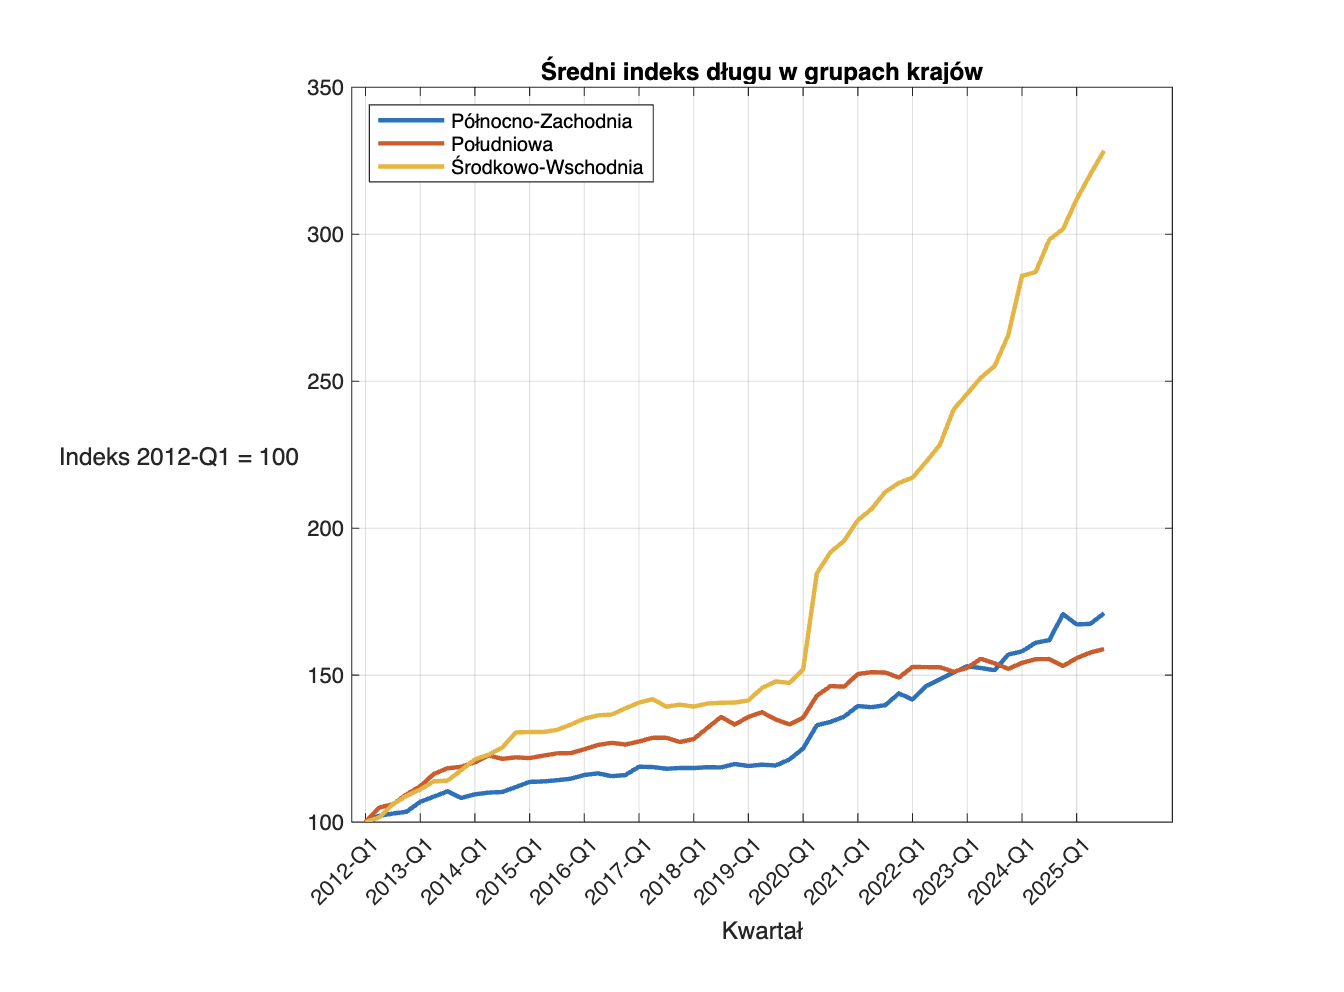 Średni indeks długu w grupach krajów
350
300
250
200
150
100
Północno-Zachodnia
Południowa
Środkowo-Wschodnia
Indeks 2012-Q1 = 100
2012-Q1
2013-Q1
2014-Q1
2015-Q1
2016-Q1
2017-Q1
2018-Q1
2019-Q1
2020-Q1
2021-Q1
2022-Q1
2023-Q1
2024-Q1
2025-Q1
Kwartał